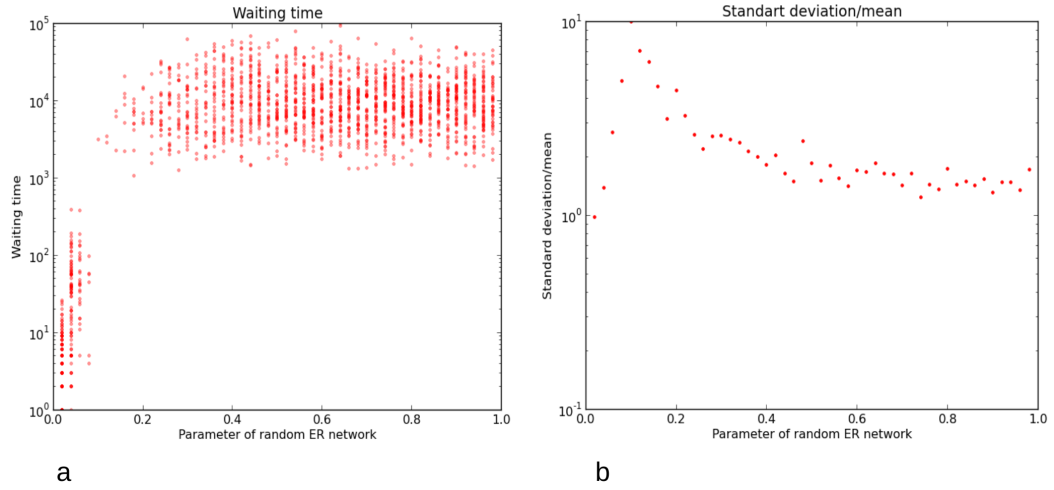 Waiting time
Waiting time
10^5
10^4
10^3
10^2
10^1
10^0
0.0 0.2 0.4 0.6 0.8 1.0
Parameter of random ER network
a
Standart deviation/mean
Standard deviation/mean
10^1
10^0
10^-1
0.0 0.2 0.4 0.6 0.8 1.0
Parameter of random ER network
b